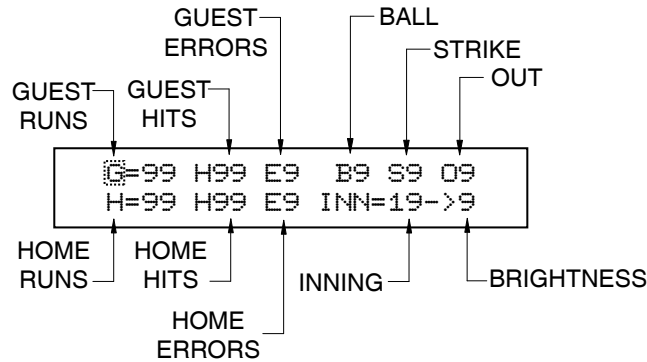 GUEST
ERRORS
BALL
STRIKE
OUT
GUEST
RUNS
GUEST
HITS
G=99 H99 E9 B9 S9 O9
H=99 H99 E9 INN=19->9
HOME
RUNS
HOME
HITS
INNING
BRIGHTNESS
HOME
ERRORS